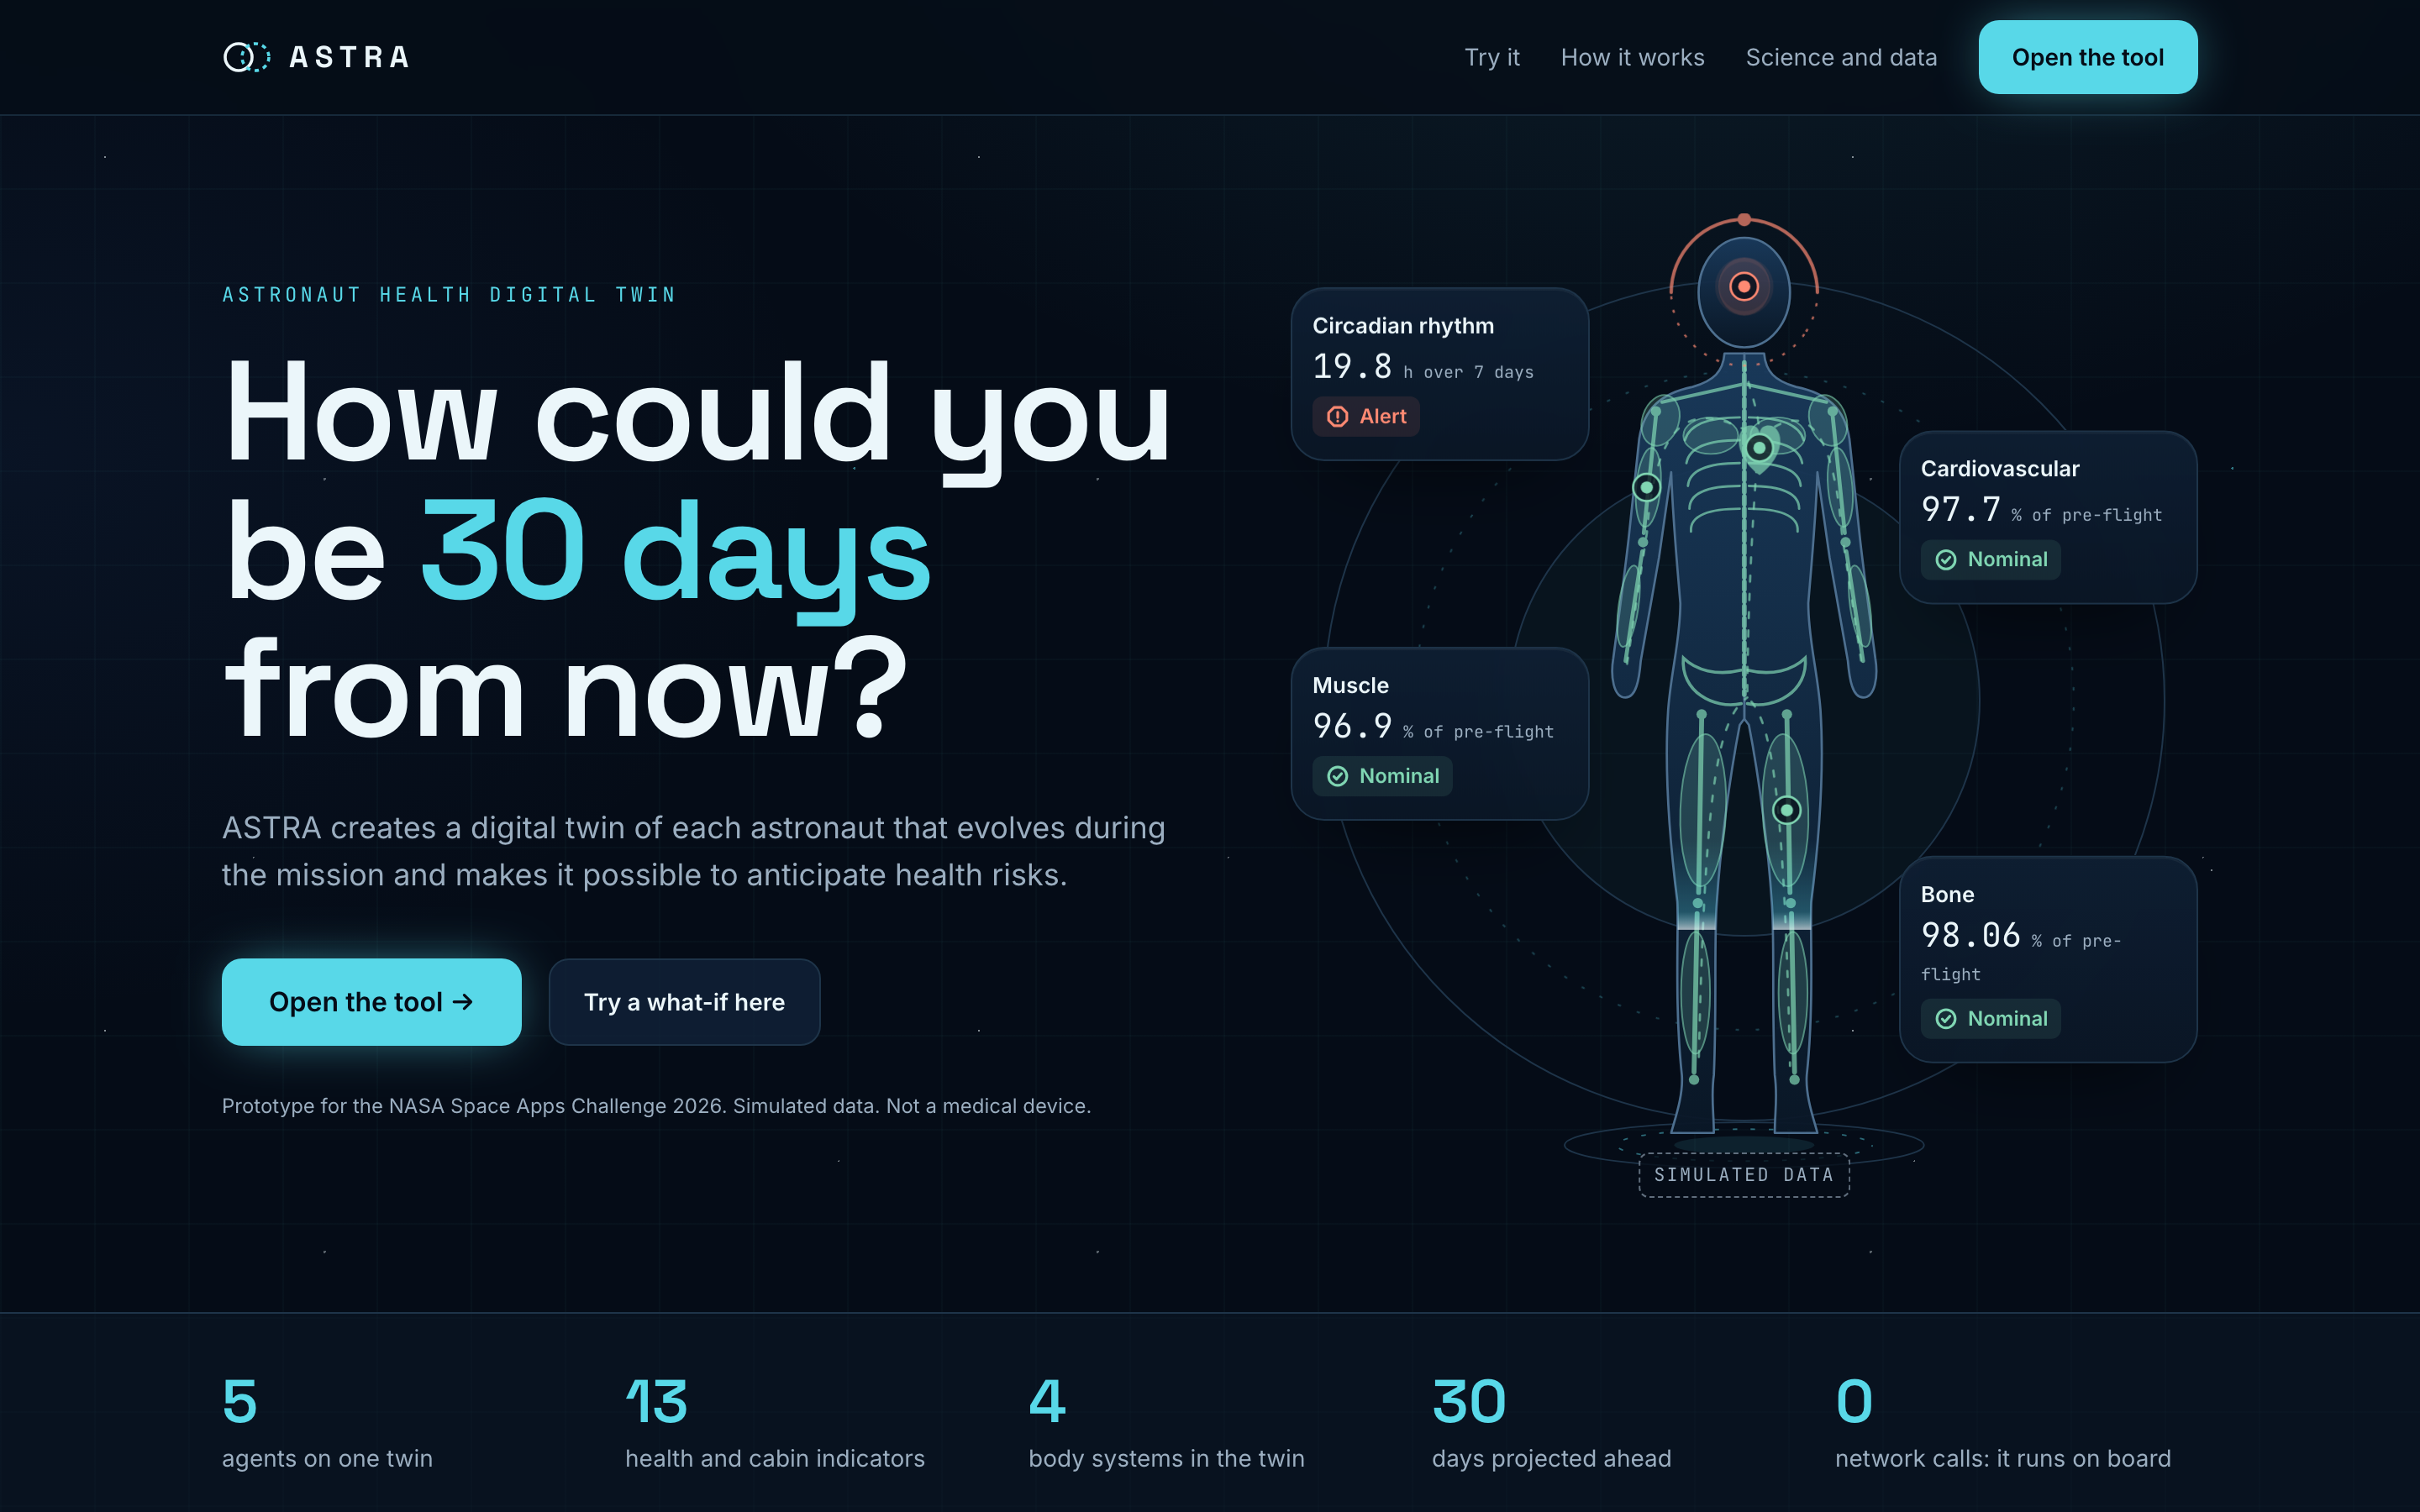 ASTRA
Try it
How it works
Science and data
Open the tool
ASTRONAUT HEALTH DIGITAL TWIN
How could you
be 30 days
from now?
ASTRA creates a digital twin of each astronaut that evolves during
the mission and makes it possible to anticipate health risks.
Open the tool →
Try a what-if here
Prototype for the NASA Space Apps Challenge 2026. Simulated data. Not a medical device.
Circadian rhythm
19.8 h over 7 days
Alert
Cardiovascular
97.7 % of pre-flight
Nominal
Muscle
96.9 % of pre-flight
Nominal
Bone
98.06 % of pre-
flight
Nominal
SIMULATED DATA
5
agents on one twin
13
health and cabin indicators
4
body systems in the twin
30
days projected ahead
0
network calls: it runs on board